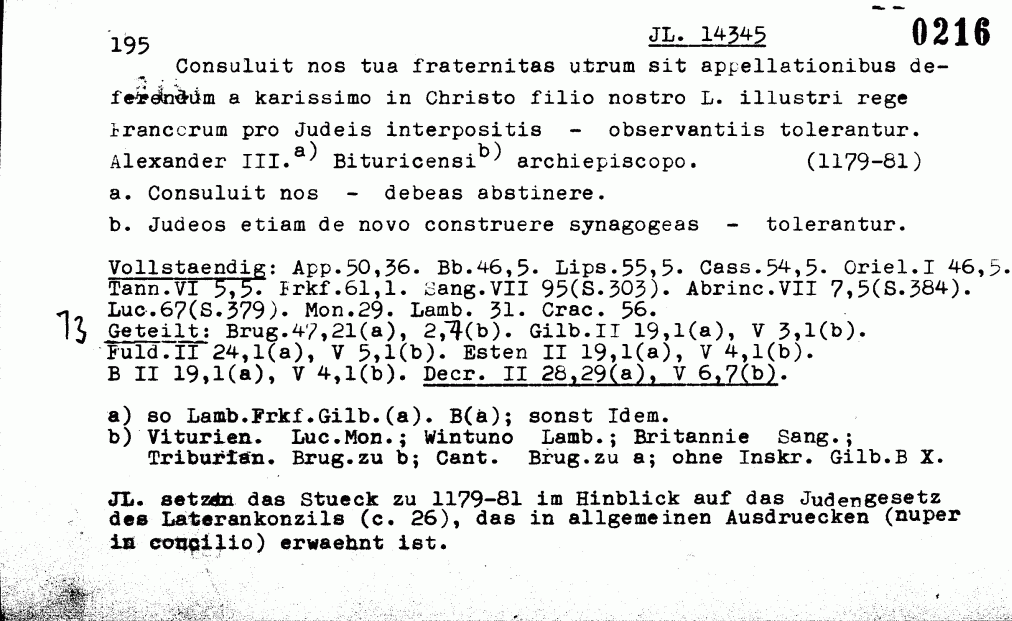 JL. 14345 0216
195
Consuluit nos tua fraternitas utrum sit appellationibus de-
ferendum a karissimo in Christo filio nostro L. illustri rege
Francorum pro Judeis interpositis - observantiis tolerantur.
Alexander III.a) Bituricensib) archiepiscopo. (1179-81)
a. Consuluit nos - debeas abstinere.
b. Judeos etiam de novo construere synagogeas - tolerantur.
Vollstaendig: App.50,36. Bb.46,5. Lips.55,5. Cass.54,5. Oriel.I 46,5.
Tann.VI 5,5. Frkf.61,1. Sang.VII 95(S.303). Abrinc.VII 7,5(S.384).
Luc.67(S.379). Mon.29. Lamb. 31. Crac. 56.
13 Geteilt: Brug.47,21(a), 2,7(b). Gilb.II 19,1(a), V 3,1(b).
Fuld.II 24,1(a), V 5,1(b). Esten II 19,1(a), V 4,1(b).
B II 19,1(a), V 4,1(b). Decr. II 28,29(a), V 6,7(b).
a) so Lamb.Frkf.Gilb.(a). B(a); sonst Idem.
b) Viturien. Luc.Mon.; Wintuno Lamb.; Britannie Sang.;
Triburian. Brug.zu b; Cant. Brug.zu a; ohne Inskr. Gilb.B X.
JL. setzen das Stueck zu 1179-81 im Hinblick auf das Judengesetz
des Laterankonzils (c. 26), das in allgemeinen Ausdruecken (nuper
in concilio) erwaehnt ist.